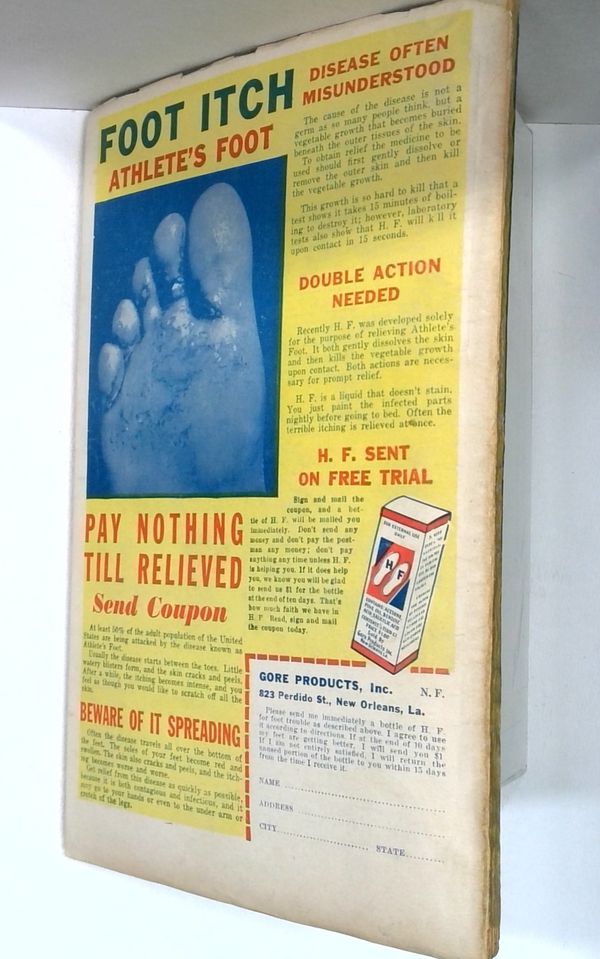 FOOT ITCH
ATHLETE'S FOOT
PAY NOTHING
TILL RELIEVED
Send Coupon
At least 50% of the adult population of the United
States are being attacked by the disease known as
Athlete's Foot.
Usually the disease starts between the toes. Little
watery blisters form, and the skin cracks and peels.
After a while, the itching becomes intense, and you
feel as though you would like to scratch off all the
skin.
BEWARE OF IT SPREADING
Often the disease travels all over the bottom of
the feet. The soles of your feet become red and
swollen. The skin also cracks and peels, and the itch-
ing becomes worse and worse.
Get relief from this disease as quickly as possible,
because it is both contagious and infectious, and it
may go to your hands or even to the under arm or
crotch of the legs.
DISEASE OFTEN
MISUNDERSTOOD
The cause of the disease is not a
germ as so many people think, but a
vegetable growth that becomes buried
beneath the outer tissues of the skin.
To obtain relief the medicine to be
used should first gently dissolve or
remove the outer skin and then kill
the vegetable growth.
This growth is so hard to kill that a
test shows it takes 15 minutes of boil-
ing to destroy it; however, laboratory
tests also show that H. F. will kill it
upon contact in 15 seconds.
DOUBLE ACTION
NEEDED
Recently H. F. was developed solely
for the purpose of relieving Athlete's
Foot. It both gently dissolves the skin
and then kills the vegetable growth
upon contact. Both actions are neces-
sary for prompt relief.
H. F. is a liquid that doesn't stain.
You just paint the infected parts
nightly before going to bed. Often the
terrible itching is relieved at once.
H. F. SENT
ON FREE TRIAL
Sign and mail the
coupon, and a bot-
tle of H. F. will be mailed you
immediately. Don't send any
money and don't pay the post-
man any money; don't pay
anything any time unless H. F.
is helping you. If it does help
you, we know you will be glad
to send us $1 for the bottle
at the end of ten days. That's
how much faith we have in
H. F. Read, sign and mail
the coupon today.
FOR EXTERNAL USE
ONLY
H F
GORE PRODUCTS, Inc. N. F.
823 Perdido St., New Orleans, La.
Please send me immediately a bottle of H. F.
for foot trouble as described above. I agree to use
it according to directions. If at the end of 10 days
my feet are getting better, I will send you $1
If I am not entirely satisfied, I will return the
unused portion of the bottle to you within 15 days
from the time I receive it.
NAME
ADDRESS
CITY STATE